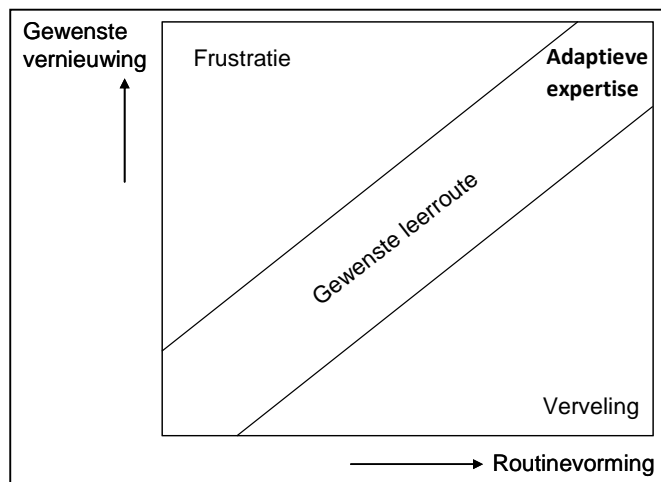 Gewenste
vernieuwing
Frustratie
Adaptieve
expertise
Gewenste leerroute
Verveling
Routinevorming